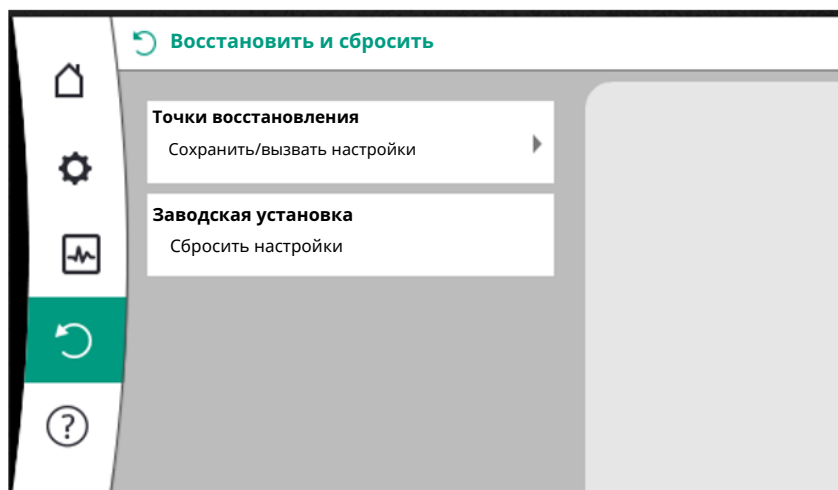 Восстановить и сбросить
Точки восстановления
Сохранить/вызвать настройки
Заводская установка
Сбросить настройки
?